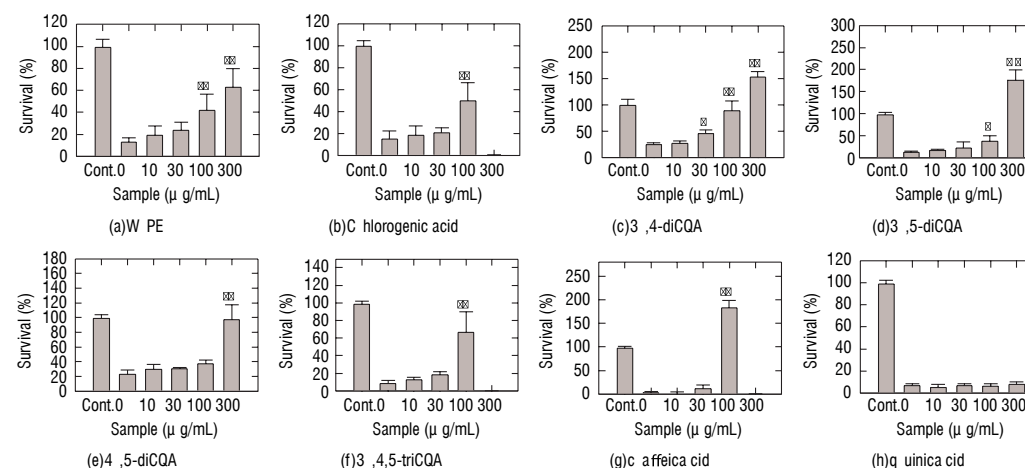 120
100
80
60
40
20
0
Survival (%)
Cont.0 10 30 100 300
Sample (μ g/mL)
(a)W PE
120
100
80
60
40
20
0
Survival (%)
Cont.0 10 30 100 300
Sample (μ g/mL)
(b)C hlorogenic acid
200
150
100
50
0
Survival (%)
Cont.0 10 30 100 300
Sample (μ g/mL)
(c)3 ,4-diCQA
300
250
200
150
100
50
0
Survival (%)
Cont.0 10 30 100 300
Sample (μ g/mL)
(d)3 ,5-diCQA
180
160
140
120
100
80
60
40
20
0
Survival (%)
Cont.0 10 30 100 300
Sample (μ g/mL)
(e)4 ,5-diCQA
140
120
100
80
60
40
20
0
Survival (%)
Cont.0 10 30 100 300
Sample (μ g/mL)
(f)3 ,4,5-triCQA
250
200
150
100
50
0
Survival (%)
Cont.0 10 30 100 300
Sample (μ g/mL)
(g)c affeica cid
120
100
80
60
40
20
0
Survival (%)
Cont.0 10 30 100 300
Sample (μ g/mL)
(h)q uinica cid